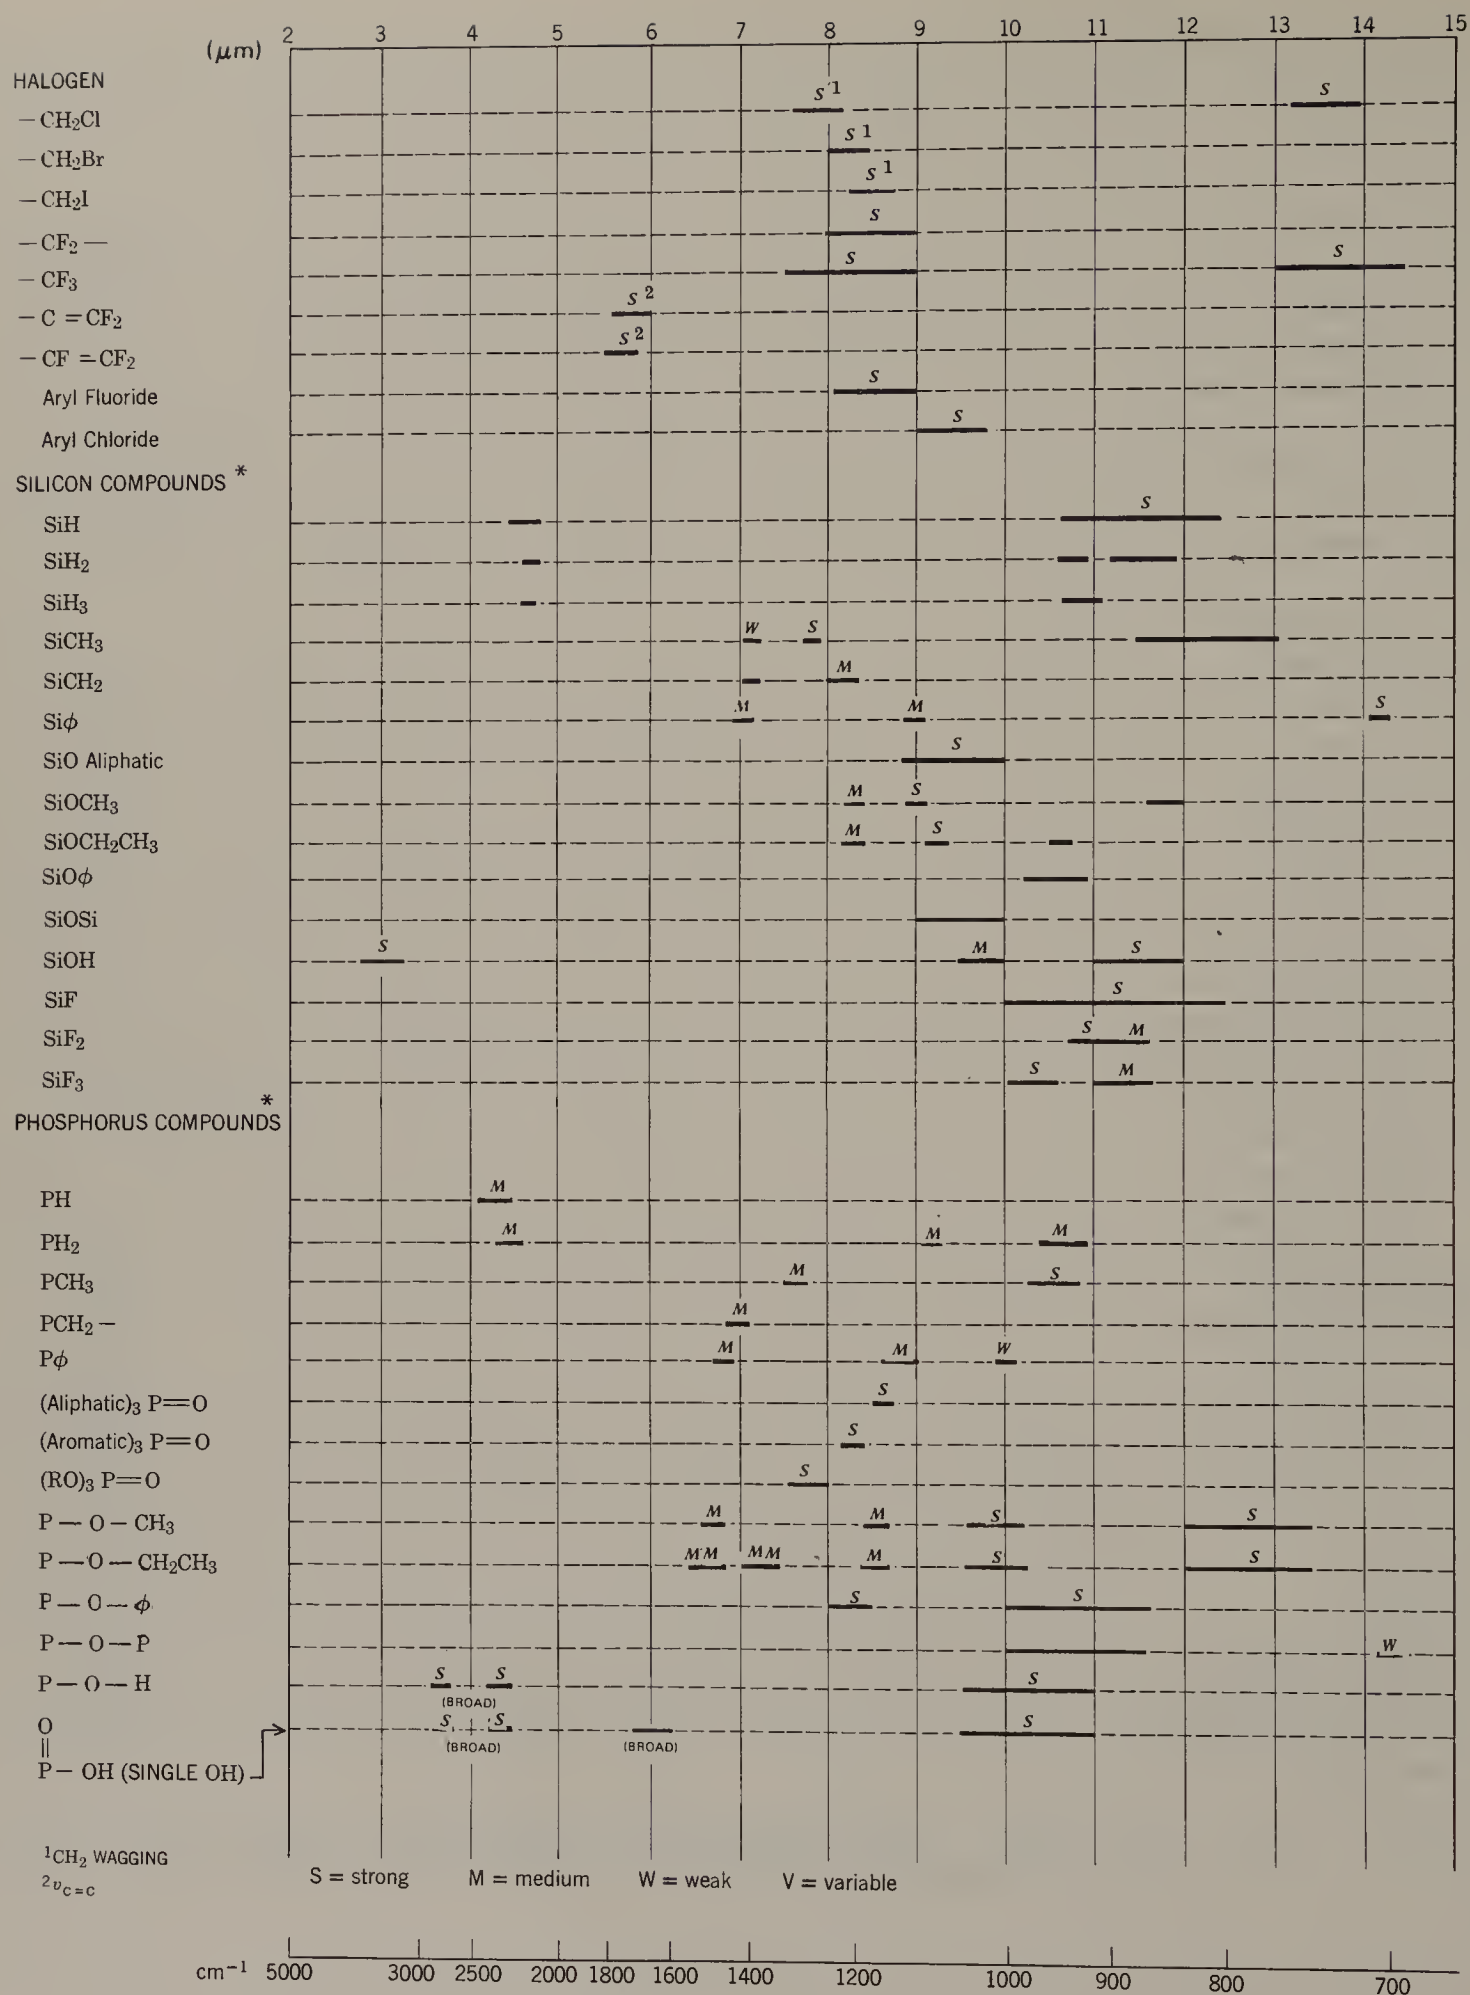 (μm) 2 3 4 5 6 7 8 9 10 11 12 13 14 15
HALOGEN
S 1 S
— CH₂Cl
S 1
— CH₂Br
S 1
— CH₂I
S
— CF₂ —
S S
— CF₃
S 2
— C = CF₂
S 2
— CF = CF₂
S
Aryl Fluoride
S
Aryl Chloride
SILICON COMPOUNDS *
S
SiH
SiH₂
SiH₃
W S
SiCH₃
M
SiCH₂
M M S
Siϕ
S
SiO Aliphatic
M S
SiOCH₃
M S
SiOCH₂CH₃
SiOϕ
SiOSi
S M S
SiOH
S
SiF
S M
SiF₂
S M
SiF₃
*
PHOSPHORUS COMPOUNDS
M
PH
M M M
PH₂
M S
PCH₃
M
PCH₂ —
M M W
Pϕ
S
(Aliphatic)₃ P=O
S
(Aromatic)₃ P=O
S
(RO)₃ P=O
M M S S
P — O — CH₃
M M M M M S S
P — O — CH₂CH₃
S S
P — O — ϕ
W
P — O — P
S S S
P — O — H
(BROAD)
S S S
O
(BROAD) (BROAD)
||
P — OH (SINGLE OH)
¹CH₂ WAGGING
²υC=C
S = strong M = medium W = weak V = variable
cm⁻¹ 5000 3000 2500 2000 1800 1600 1400 1200 1000 900 800 700